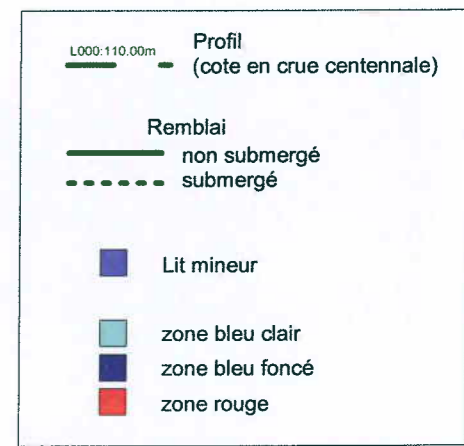 L000:110.00m
Profil
(cote en crue centennale)
Remblai
non submergé
submergé
Lit mineur
zone bleu clair
zone bleu foncé
zone rouge